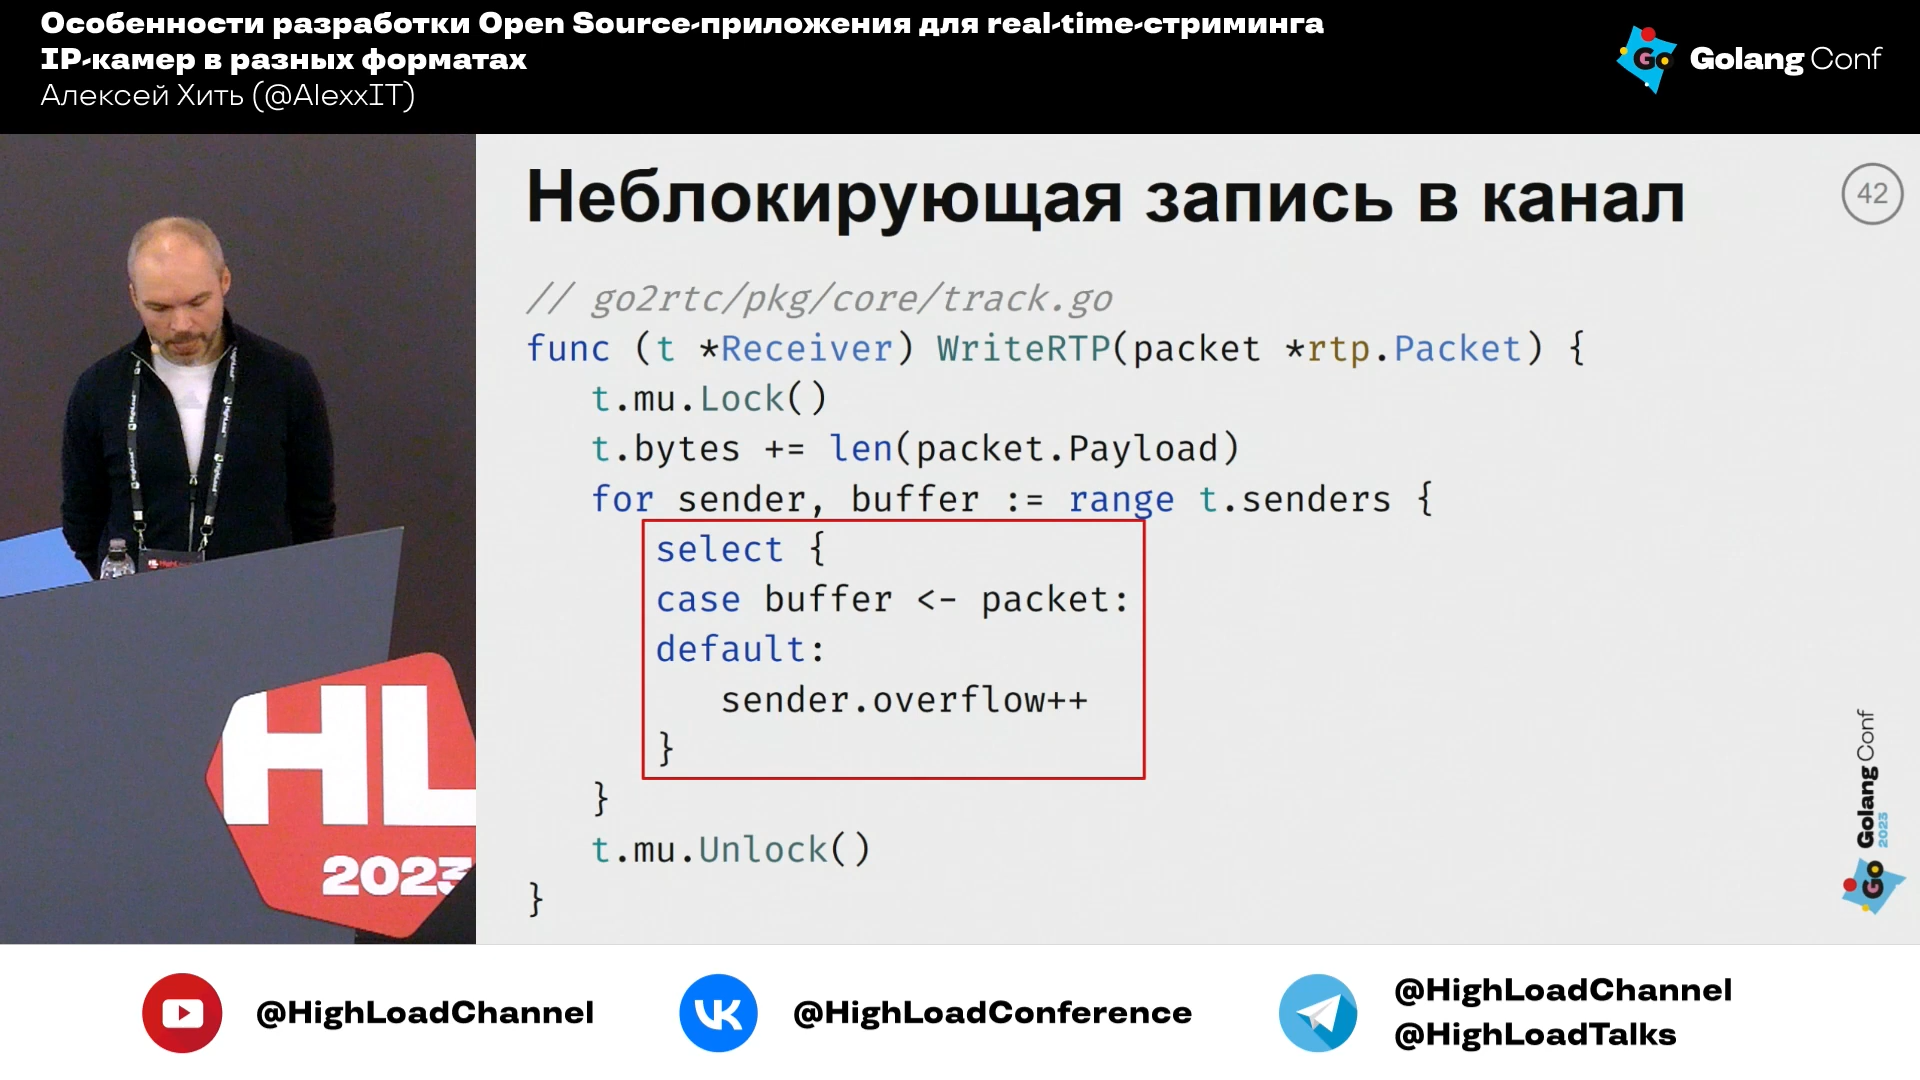 Особенности разработки Open Source-приложения для real-time-стриминга
IP-камер в разных форматах
Алексей Хить (@AlexxIT)
Go Golang Conf
Неблокирующая запись в канал
42
// go2rtc/pkg/core/track.go
func (t *Receiver) WriteRTP(packet *rtp.Packet) {
t.mu.Lock()
t.bytes += len(packet.Payload)
for sender, buffer := range t.senders {
select {
case buffer <- packet:
default:
sender.overflow++
}
}
t.mu.Unlock()
}
HL
2023
Go Golang Conf
2023
@HighLoadChannel
@HighLoadConference
@HighLoadChannel
@HighLoadTalks